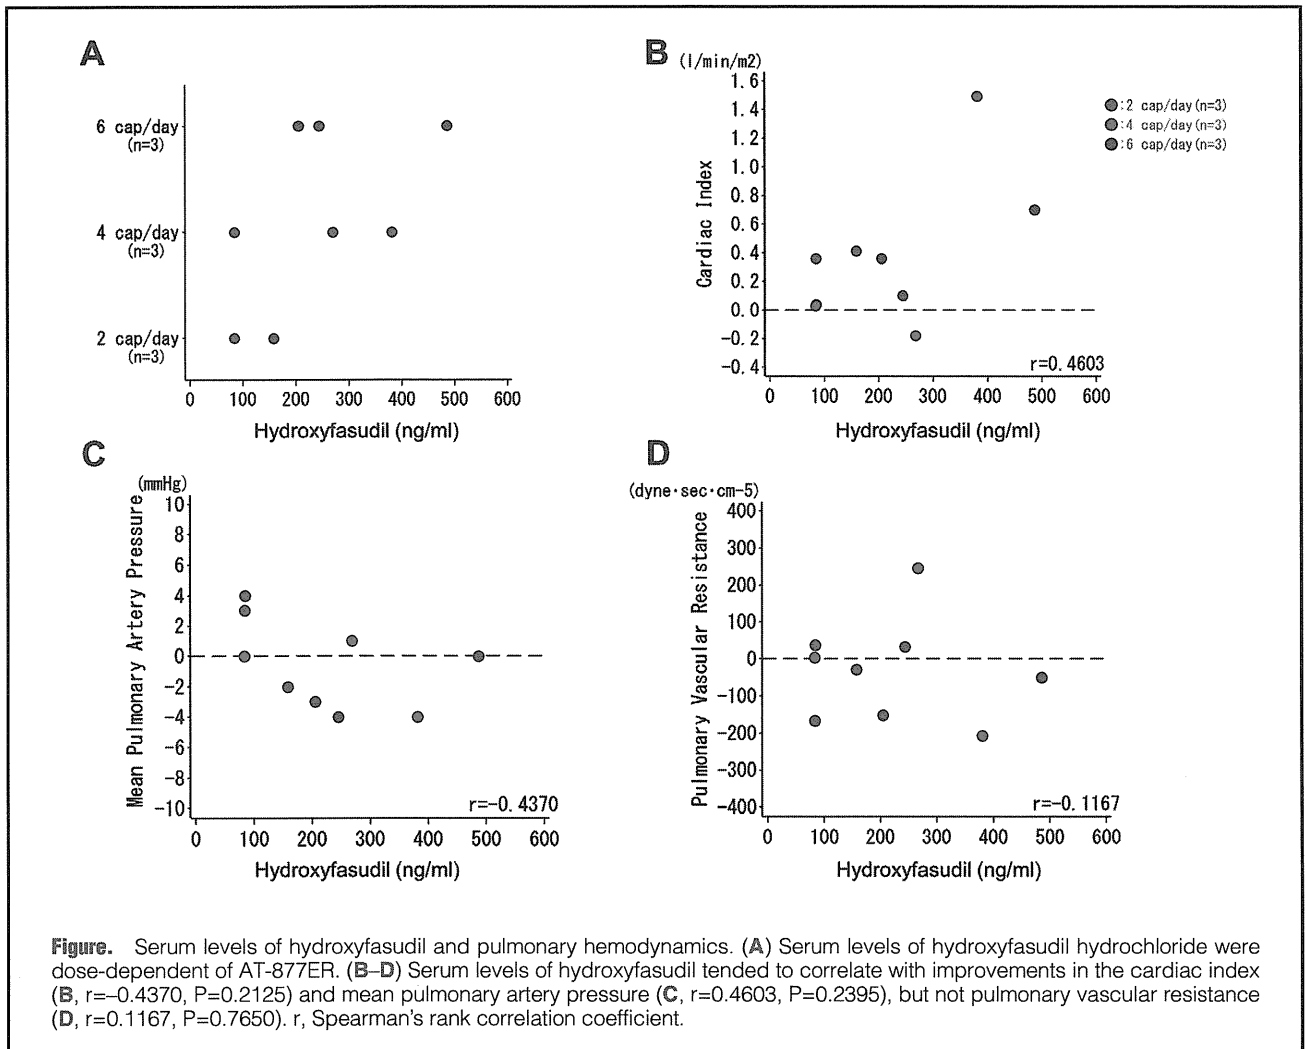 A
6 cap/day
(n=3)
4 cap/day
(n=3)
2 cap/day
(n=3)
0 100 200 300 400 500 600
Hydroxyfasudil (ng/ml)
B
(l/min/m2)
1.6
1.4
1.2
1.0
0.8
0.6
0.4
0.2
0.0
-0.2
-0.4
Cardiac Index
:2 cap/day(n=3)
:4 cap/day(n=3)
:6 cap/day(n=3)
r=0.4603
0 100 200 300 400 500 600
Hydroxyfasudil (ng/ml)
C
(mmHg)
10
8
6
4
2
0
-2
-4
-6
-8
-10
Mean Pulmonary Artery Pressure
r=-0.4370
0 100 200 300 400 500 600
Hydroxyfasudil (ng/ml)
D
(dyne·sec·cm-5)
400
300
200
100
0
-100
-200
-300
-400
Pulmonary Vascular Resistance
r=-0.1167
0 100 200 300 400 500 600
Hydroxyfasudil (ng/ml)
Figure. Serum levels of hydroxyfasudil and pulmonary hemodynamics. (A) Serum levels of hydroxyfasudil hydrochloride were
dose-dependent of AT-877ER. (B–D) Serum levels of hydroxyfasudil tended to correlate with improvements in the cardiac index
(B, r=–0.4370, P=0.2125) and mean pulmonary artery pressure (C, r=0.4603, P=0.2395), but not pulmonary vascular resistance
(D, r=0.1167, P=0.7650). r, Spearman's rank correlation coefficient.